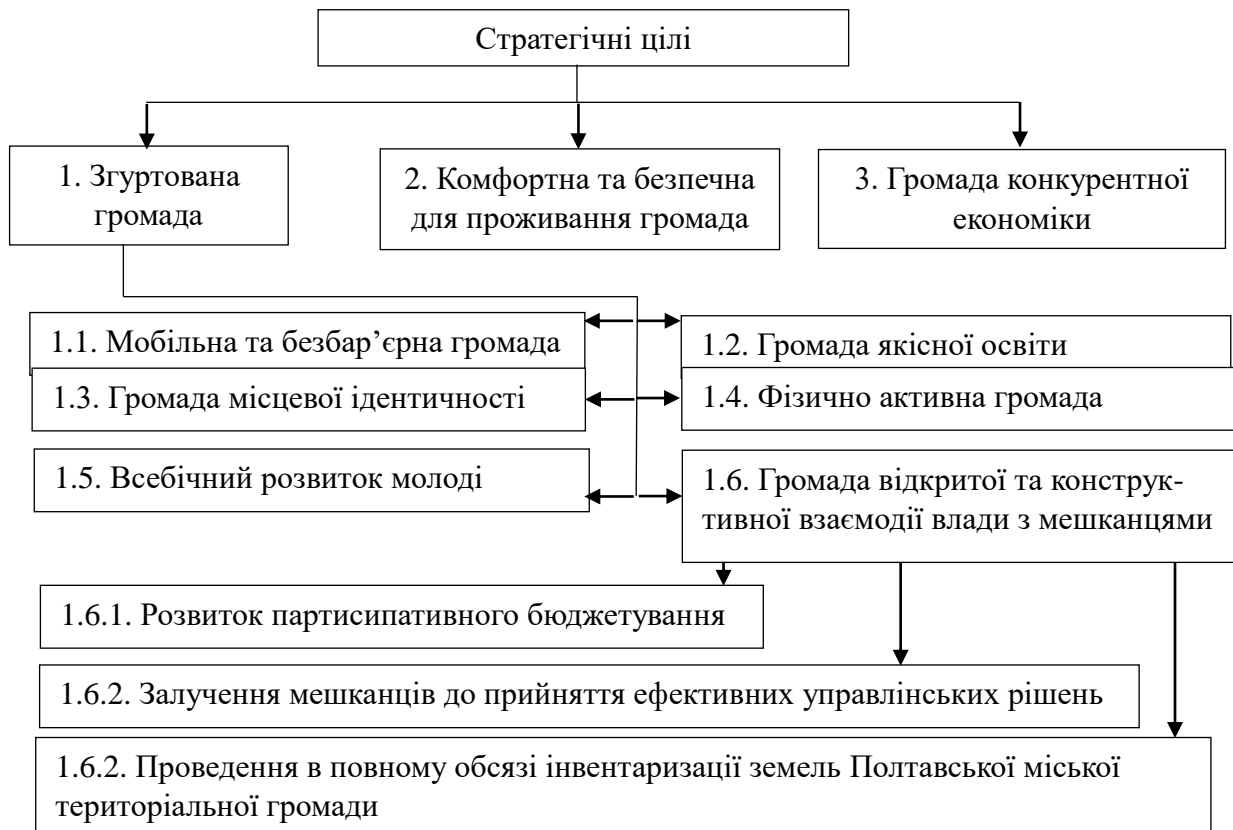 Стратегічні цілі
1. Згуртована
громада
2. Комфортна та безпечна
для проживання громада
3. Громада конкурентної
економіки
1.1. Мобільна та безбар’єрна громада
1.2. Громада якісної освіти
1.3. Громада місцевої ідентичності
1.4. Фізично активна громада
1.5. Всебічний розвиток молоді
1.6. Громада відкритої та конструк-
тивної взаємодії влади з мешканцями
1.6.1. Розвиток партисипативного бюджетування
1.6.2. Залучення мешканців до прийняття ефективних управлінських рішень
1.6.2. Проведення в повному обсязі інвентаризації земель Полтавської міської
територіальної громади